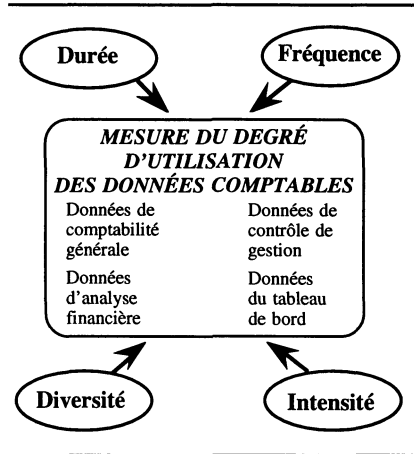 Durée
Fréquence
MESURE DU DEGRÉ
D'UTILISATION
DES DONNÉES COMPTABLES
Données de
comptabilité
générale
Données de
contrôle de
gestion
Données
d'analyse
financière
Données
du tableau
de bord
Diversité
Intensité